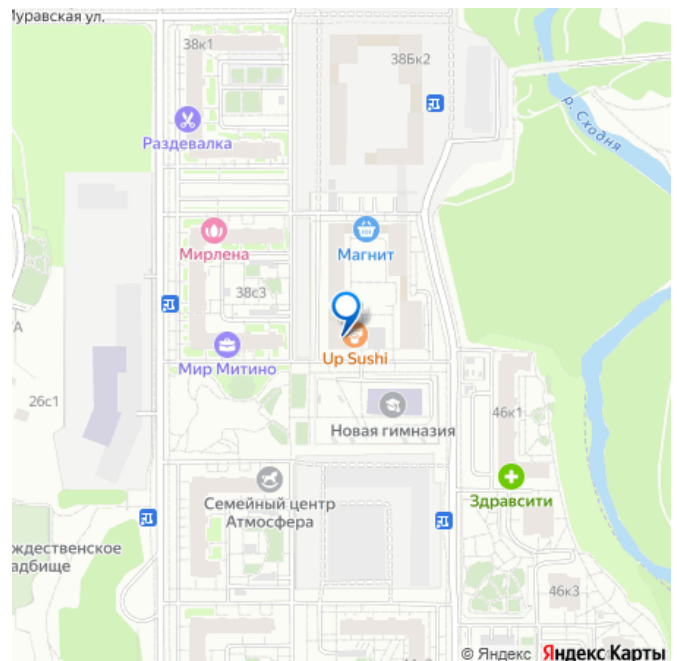 Муравская ул.
38к1
38Бк2
р. Сходня
Раздевалка
Мирлена
Магнит
38с3
Up Sushi
Мир Митино
26с1
Новая гимназия
46к1
Семейный центр
Атмосфера
Здравсити
ждественское
адбище
46к3
© Яндекс Яндекс Карты